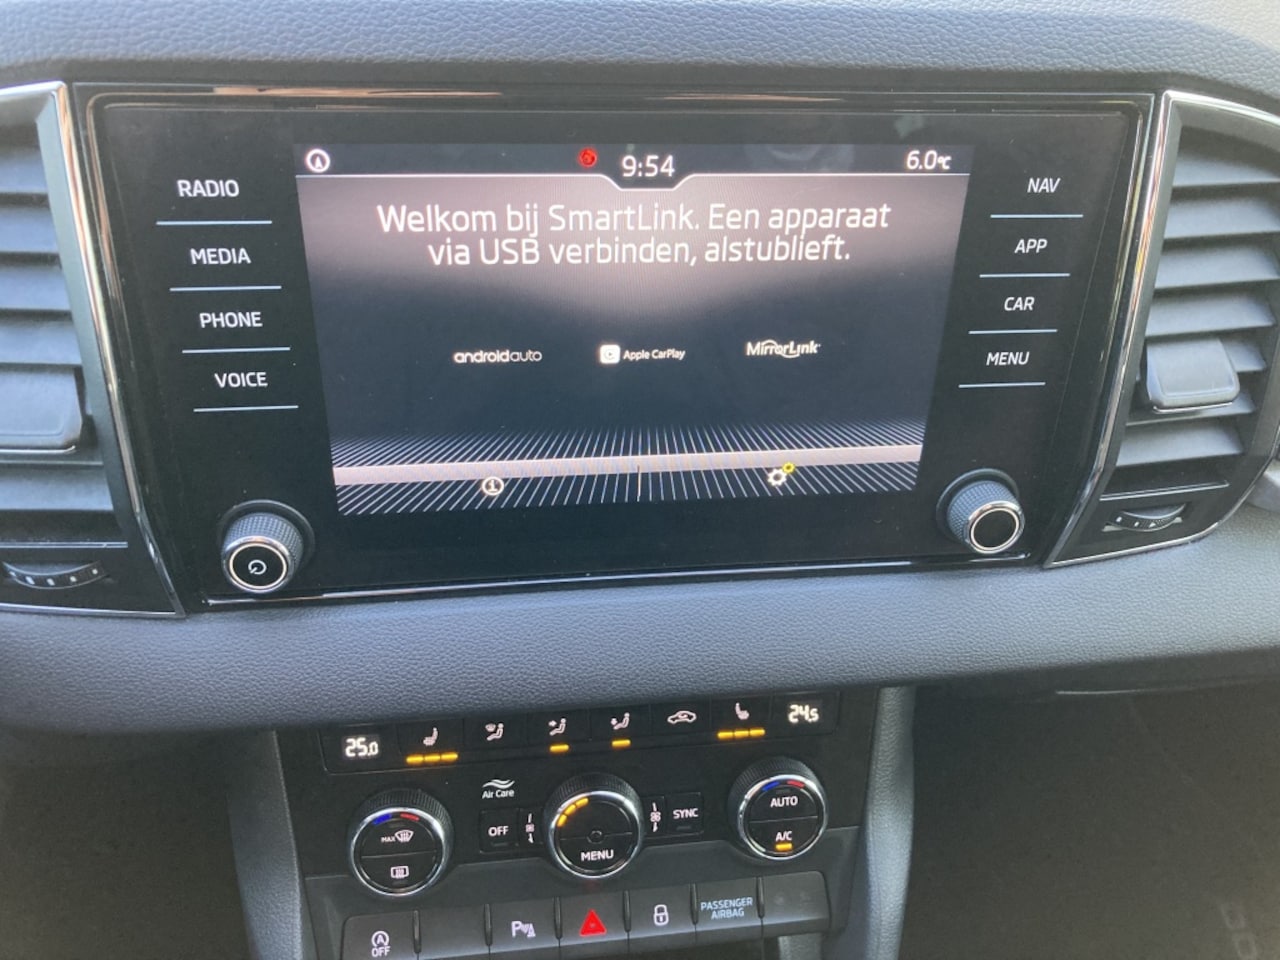 9:54
6.0°C
RADIO
MEDIA
PHONE
VOICE
Welkom bij SmartLink. Een apparaat
via USB verbinden, alstublieft.
androidauto
Apple CarPlay
MirrorLink
NAV
APP
CAR
MENU
25.0
24.5
Air Care
MAX
OFF
MENU
SYNC
AUTO
A/C
A
OFF
P
PASSENGER
AIRBAG